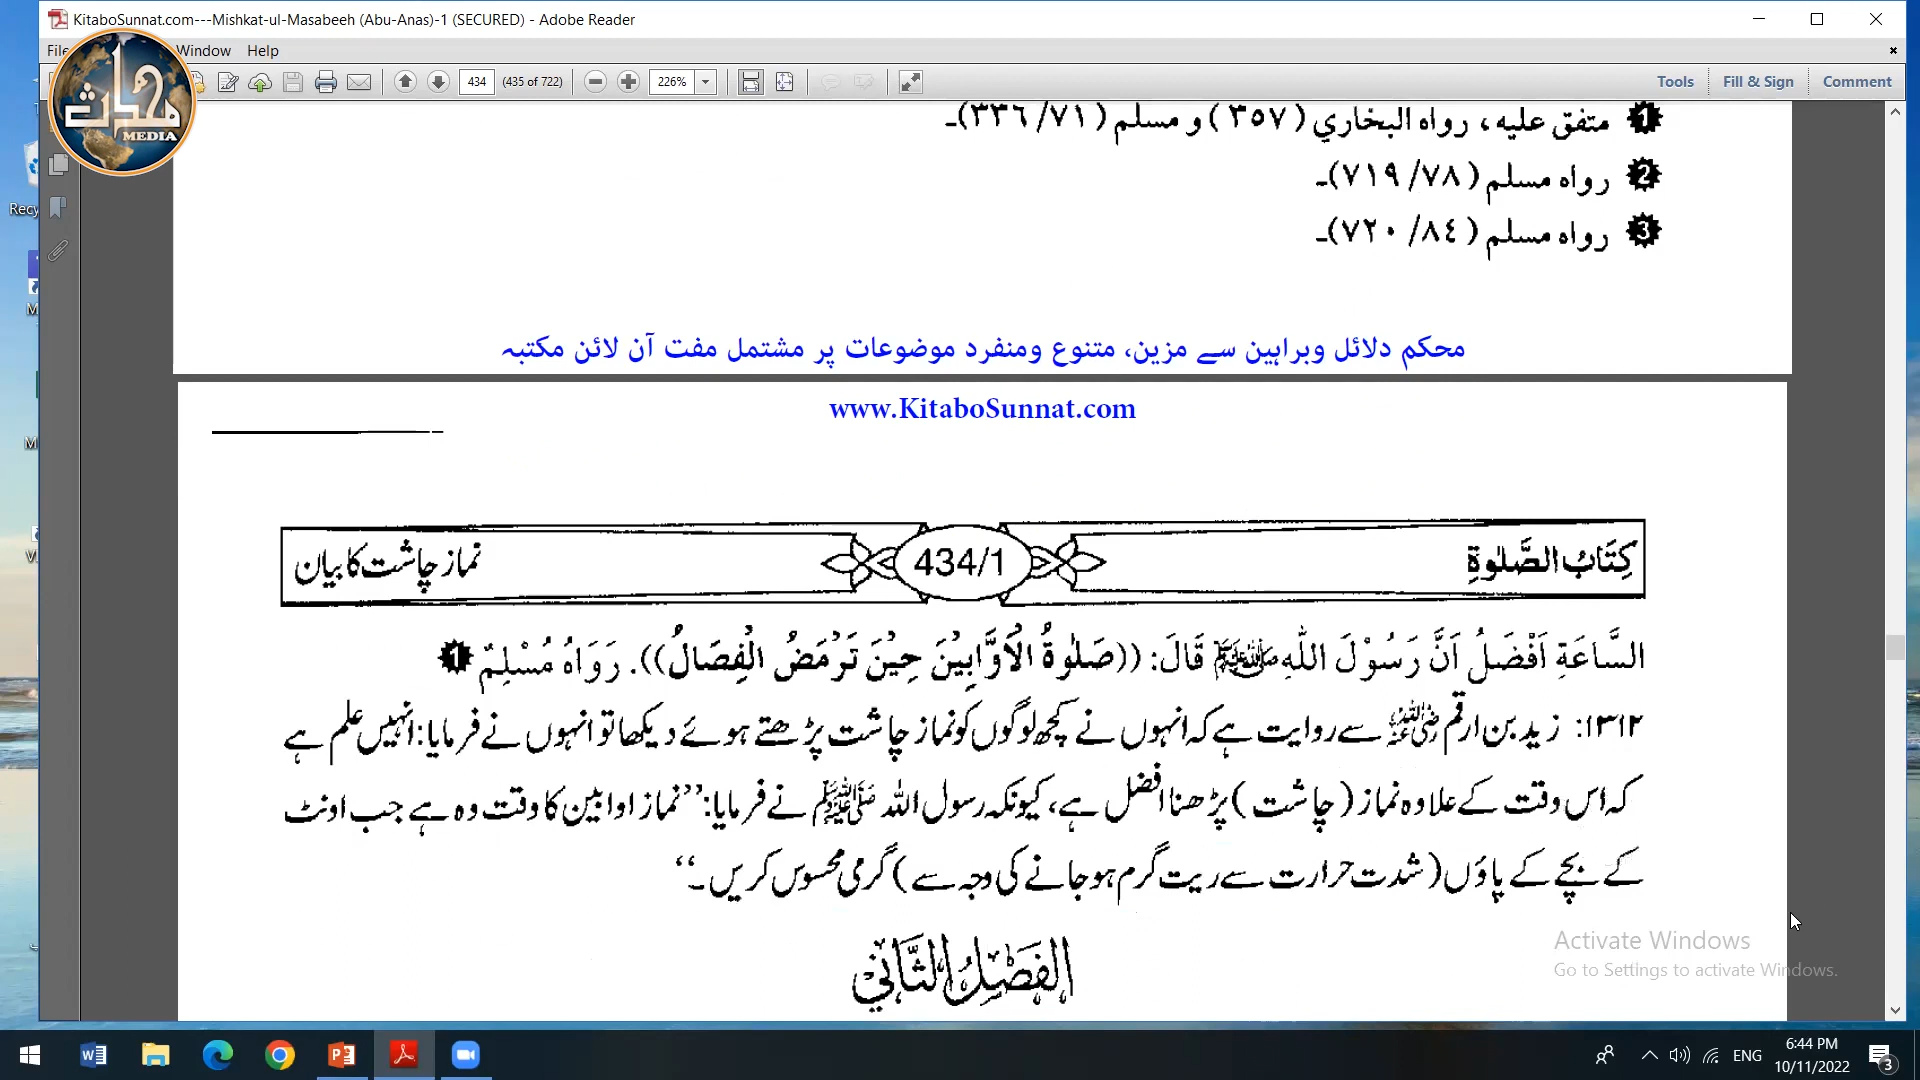 KitaboSunnat.com---Mishkat-ul-Masabeeh (Abu-Anas)-1 (SECURED) - Adobe Reader
Window Help
434 (435 of 722) 226% Tools Fill & Sign Comment
محدث
MEDIA
1 متفق عليه، رواه البخاري (٣٥٧) و مسلم (٧١/ ٣٣٦)۔
2 رواه مسلم (٧٨/ ٧١٩)۔
3 رواه مسلم (٨٤/ ٧٢٠)۔
محکم دلائل وبراہین سے مزین، متنوع ومنفرد موضوعات پر مشتمل مفت آن لائن مکتبہ
www.KitaboSunnat.com
كِتَابُ الصَّلٰوةِ 434/1 نماز چاشت کا بیان
السَّاعَةِ اَفْضَلُ اَنَّ رَسُوْلَ اللّٰهِ ﷺ قَالَ: ((صَلٰوةُ الْاَوَّابِيْنَ حِيْنَ تَرْمَضُ الْفِصَالُ)). رَوَاهُ مُسْلِمٌ 1
۱۳۱۲: زید بن ارقم رضی اللہ عنہ سے روایت ہے کہ انہوں نے کچھ لوگوں کو نماز چاشت پڑھتے ہوئے دیکھا تو انہوں نے فرمایا: انہیں علم ہے
کہ اس وقت کے علاوہ نماز (چاشت) پڑھنا افضل ہے، کیونکہ رسول اللہ ﷺ نے فرمایا: ’’نماز اوابین کا وقت وہ ہے جب اونٹ
کے بچے کے پاؤں (شدت حرارت سے ریت گرم ہو جانے کی وجہ سے) گرمی محسوس کریں۔‘‘
الفَصْلُ الثَّانِيْ
Activate Windows
Go to Settings to activate Windows.
ENG
6:44 PM
10/11/2022
3